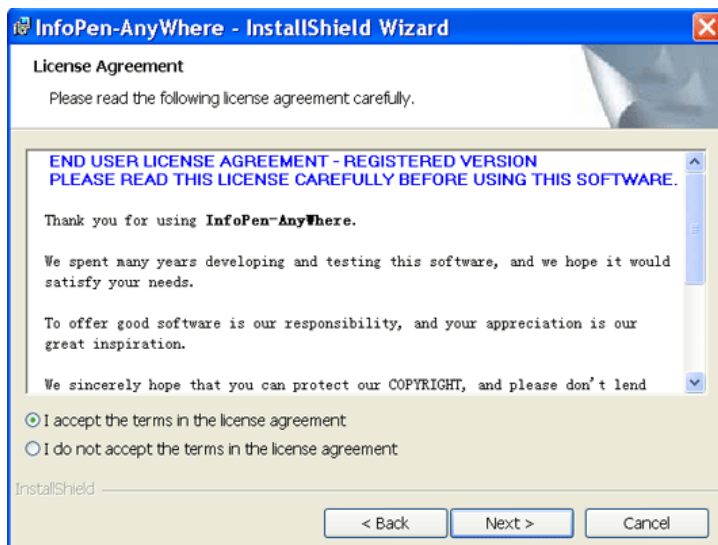 InfoPen-AnyWhere - InstallShield Wizard
License Agreement
Please read the following license agreement carefully.
END USER LICENSE AGREEMENT - REGISTERED VERSION
PLEASE READ THIS LICENSE CAREFULLY BEFORE USING THIS SOFTWARE.
Thank you for using InfoPen-AnyWhere.
We spent many years developing and testing this software, and we hope it would
satisfy your needs.
To offer good software is our responsibility, and your appreciation is our
great inspiration.
We sincerely hope that you can protect our COPYRIGHT, and please don't lend
I accept the terms in the license agreement
I do not accept the terms in the license agreement
InstallShield
< Back
Next >
Cancel